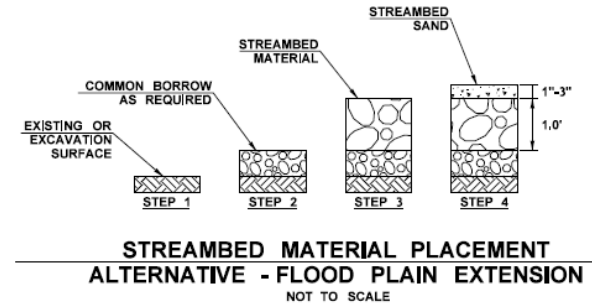 STREAMBED
SAND
STREAMBED
MATERIAL
1"-3"
COMMON BORROW
AS REQUIRED
1.0'
EXISTING OR
EXCAVATION
SURFACE
STEP 1
STEP 2
STEP 3
STEP 4
STREAMBED MATERIAL PLACEMENT
ALTERNATIVE - FLOOD PLAIN EXTENSION
NOT TO SCALE